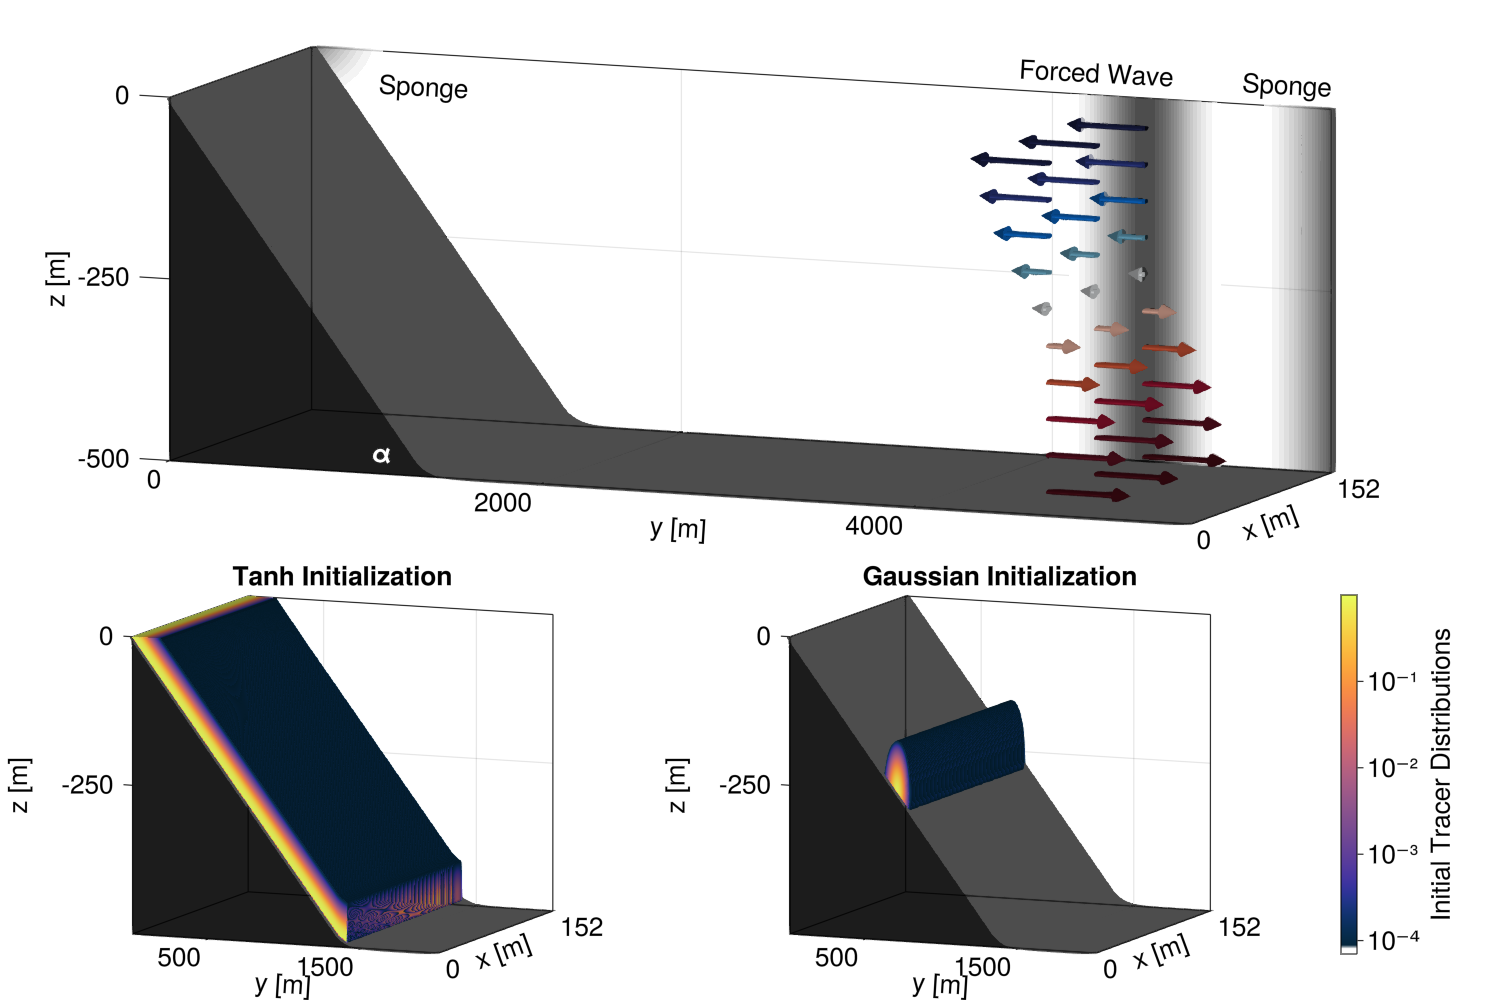 Forced Wave
Sponge
Sponge
0
z [m]
-250
-500
α
0
2000
y [m]
4000
0
x [m]
152
Tanh Initialization
0
z [m]
-250
500
1500
y [m]
0
x [m]
152
Gaussian Initialization
0
z [m]
-250
500
1500
y [m]
0
x [m]
152
10⁻¹
10⁻²
10⁻³
10⁻⁴
Initial Tracer Distributions